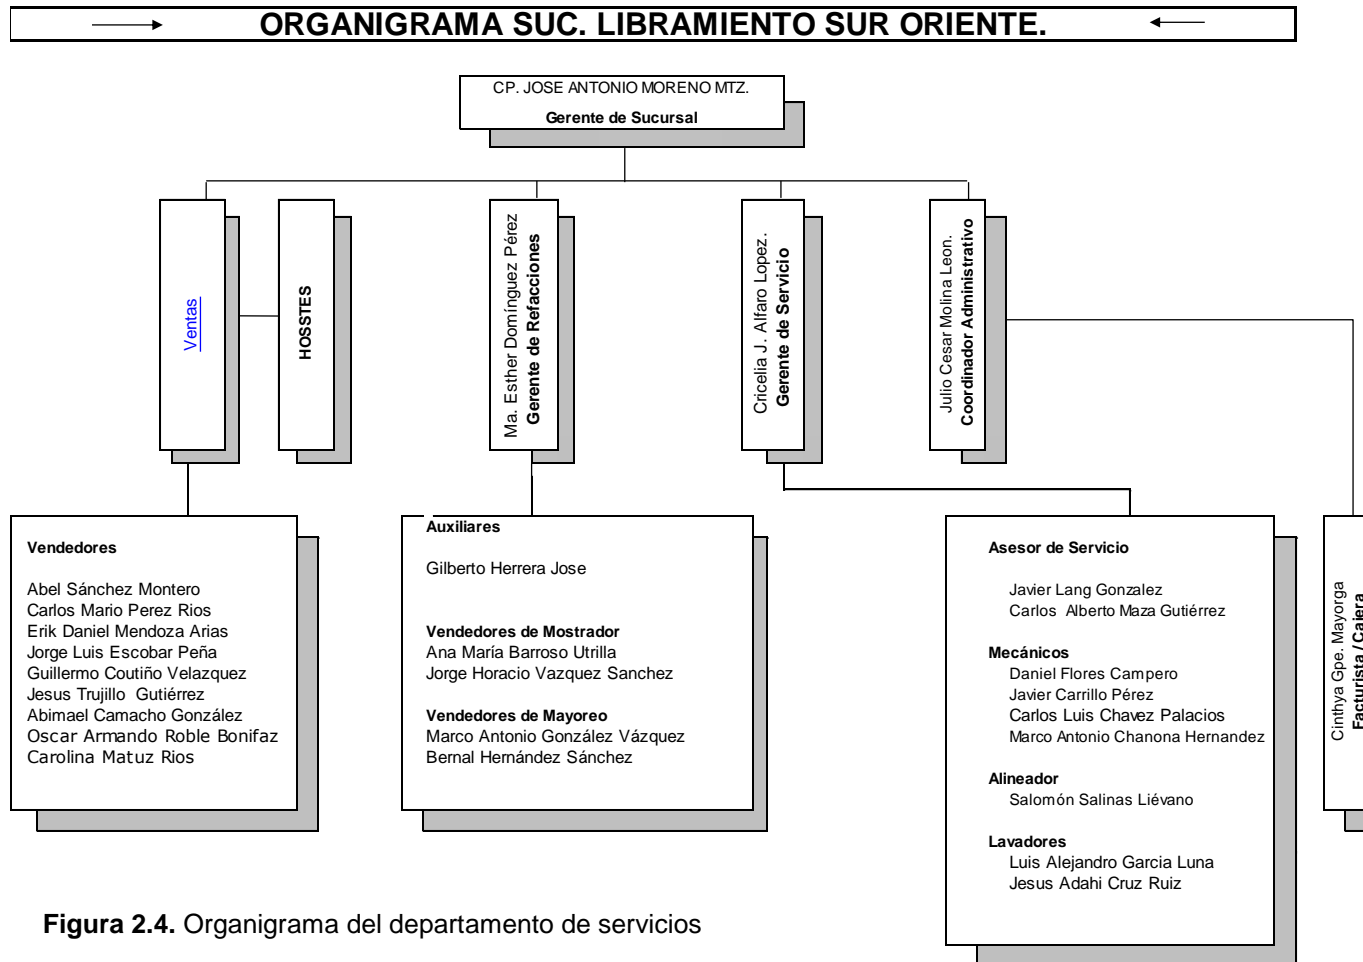 ORGANIGRAMA SUC. LIBRAMIENTO SUR ORIENTE.
CP. JOSE ANTONIO MORENO MTZ.
Gerente de Sucursal
Ventas
HOSSTES
Ma. Esther Domínguez Pérez
Gerente de Refacciones
Cricelia J. Alfaro Lopez.
Gerente de Servicio
Julio Cesar Molina Leon.
Coordinador Administrativo
Vendedores
Abel Sánchez Montero
Carlos Mario Perez Rios
Erik Daniel Mendoza Arias
Jorge Luis Escobar Peña
Guillermo Coutiño Velazquez
Jesus Trujillo Gutiérrez
Abimael Camacho González
Oscar Armando Roble Bonifaz
Carolina Matuz Rios
Auxiliares
Gilberto Herrera Jose
Vendedores de Mostrador
Ana María Barroso Utrilla
Jorge Horacio Vazquez Sanchez
Vendedores de Mayoreo
Marco Antonio González Vázquez
Bernal Hernández Sánchez
Asesor de Servicio
Javier Lang Gonzalez
Carlos Alberto Maza Gutiérrez
Mecánicos
Daniel Flores Campero
Javier Carrillo Pérez
Carlos Luis Chavez Palacios
Marco Antonio Chanona Hernandez
Alineador
Salomón Salinas Liévano
Lavadores
Luis Alejandro Garcia Luna
Jesus Adahi Cruz Ruiz
Cinthya Gpe. Mayorga
Facturista / Cajera
Figura 2.4. Organigrama del departamento de servicios